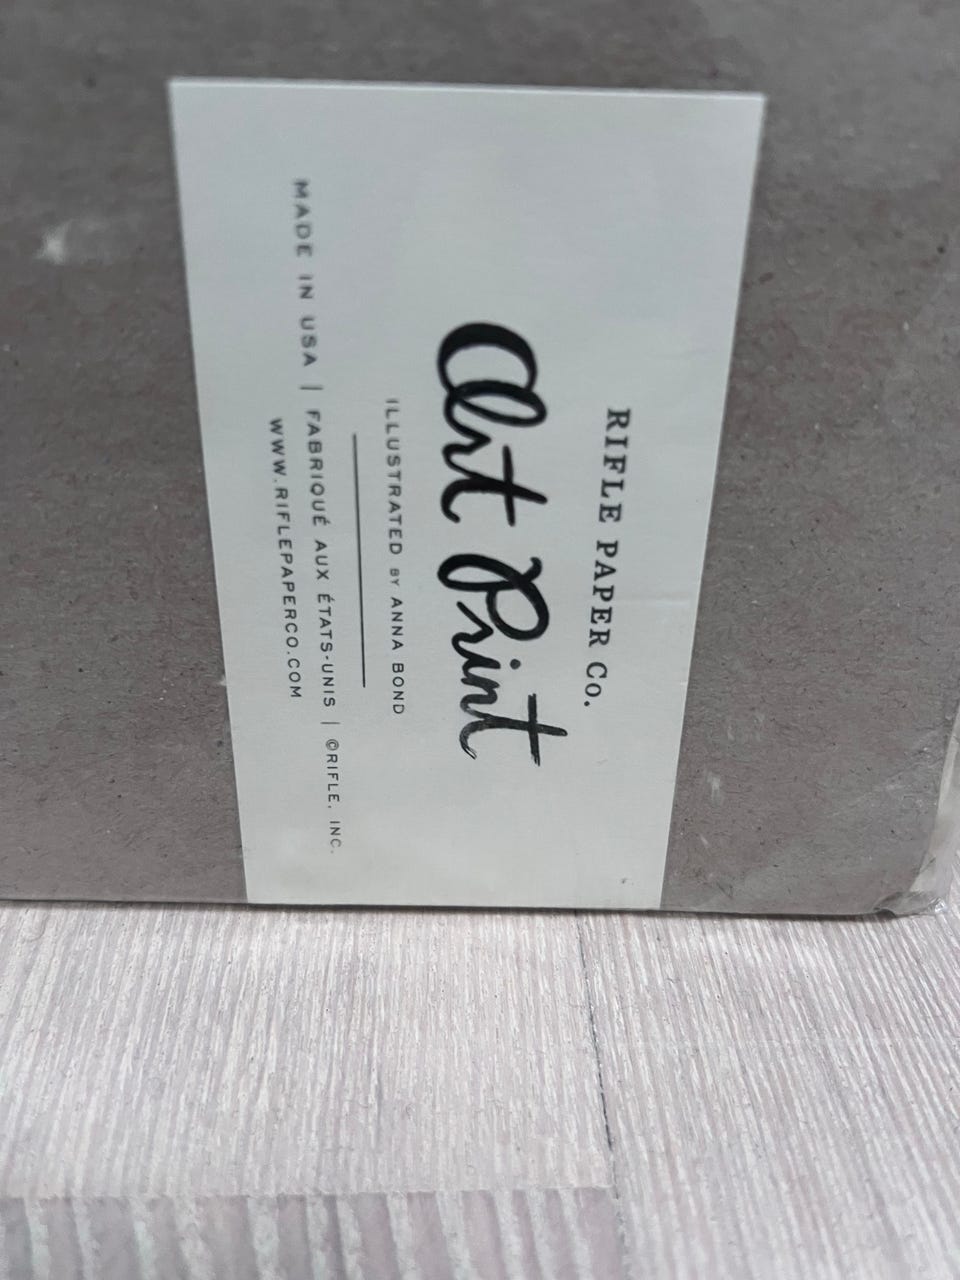 RIFLE PAPER Co.
Art Print
ILLUSTRATED BY ANNA BOND
MADE IN USA | FABRIQUÉ AUX ÉTATS-UNIS | ©RIFLE, INC.
WWW.RIFLEPAPERCO.COM